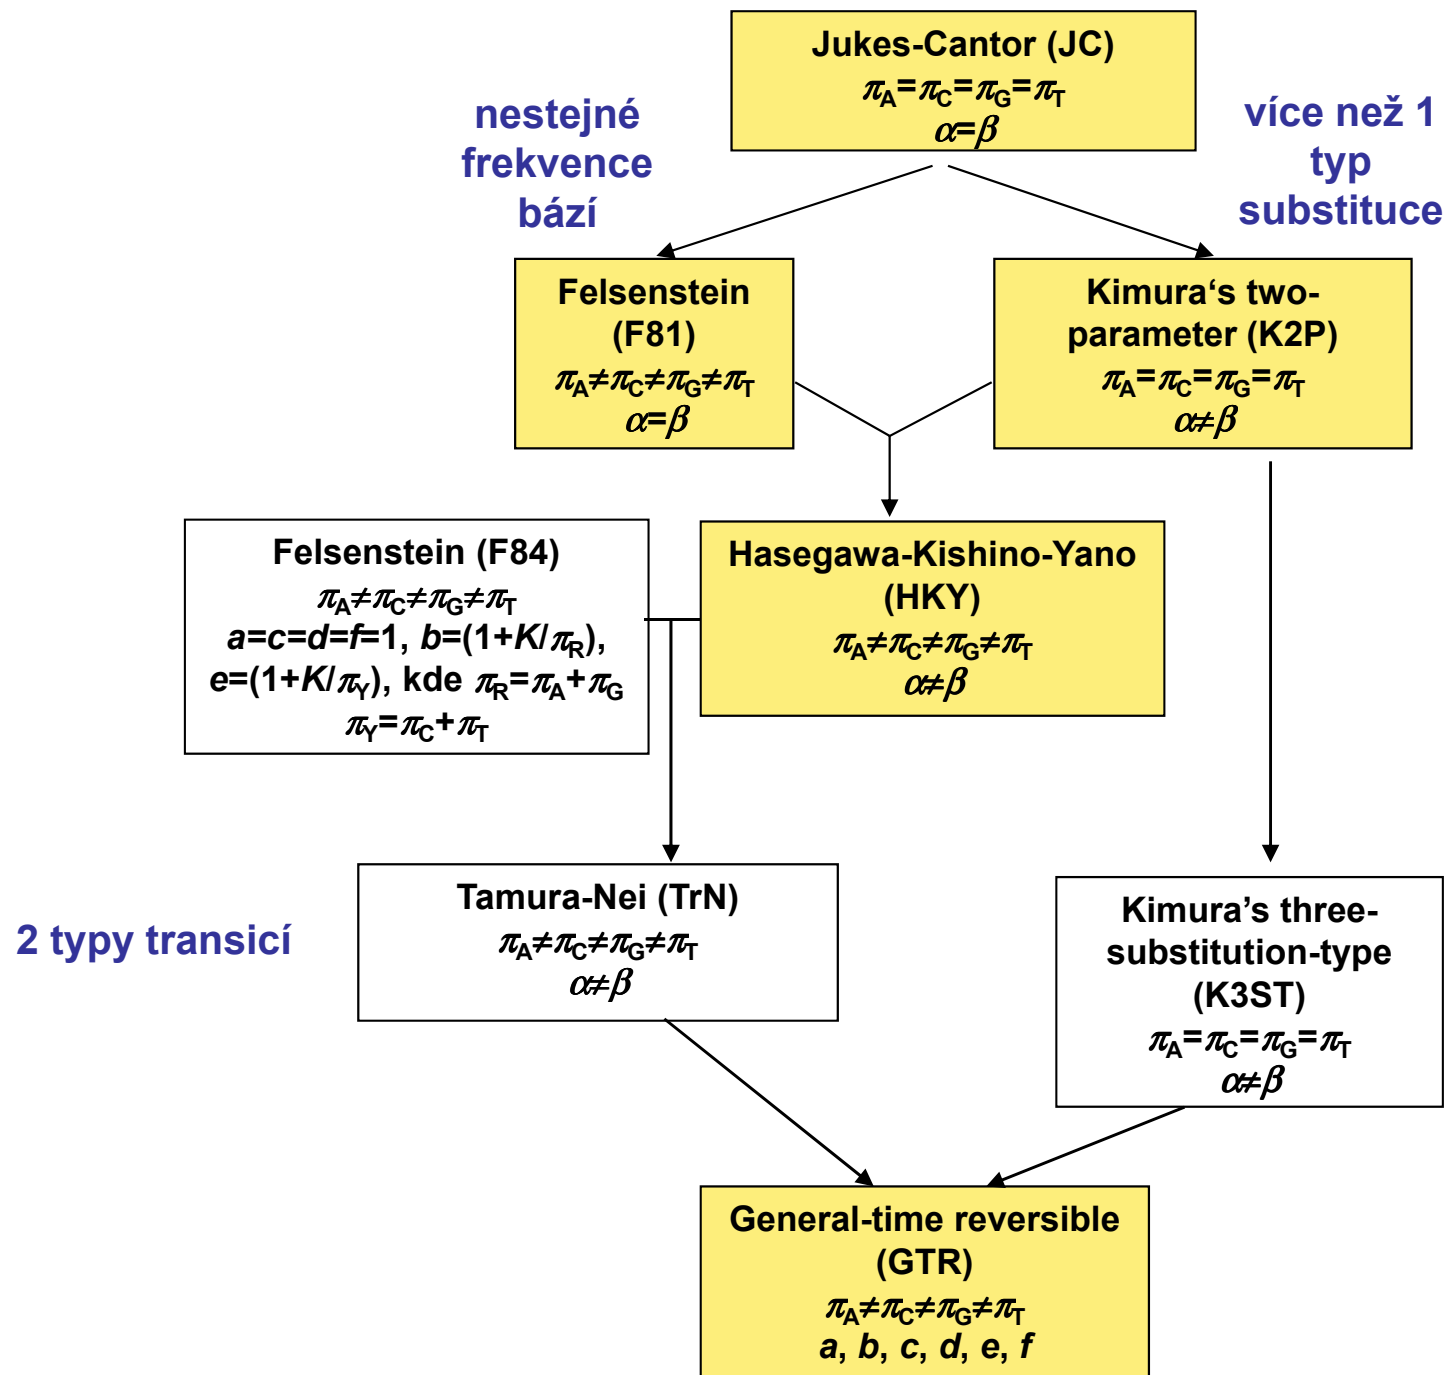 Jukes-Cantor (JC)
πA=πC=πG=πT
α=β
nestejné
frekvence
bází
více než 1
typ
substituce
Felsenstein
(F81)
πA≠πC≠πG≠πT
α=β
Kimura‘s two-
parameter (K2P)
πA=πC=πG=πT
α≠β
Felsenstein (F84)
πA≠πC≠πG≠πT
a=c=d=f=1, b=(1+K/πR),
e=(1+K/πY), kde πR=πA+πG
πY=πC+πT
Hasegawa-Kishino-Yano
(HKY)
πA≠πC≠πG≠πT
α≠β
2 typy transicí
Tamura-Nei (TrN)
πA≠πC≠πG≠πT
α≠β
Kimura’s three-
substitution-type
(K3ST)
πA=πC=πG=πT
α≠β
General-time reversible
(GTR)
πA≠πC≠πG≠πT
a, b, c, d, e, f